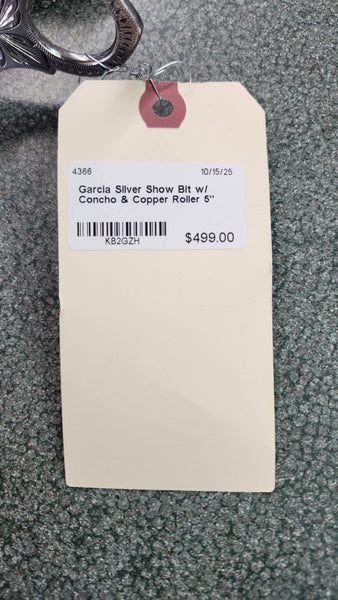 4366 10/15/25
Garcia Silver Show Bit w/
Concho & Copper Roller 5"
KB2GZH $499.00